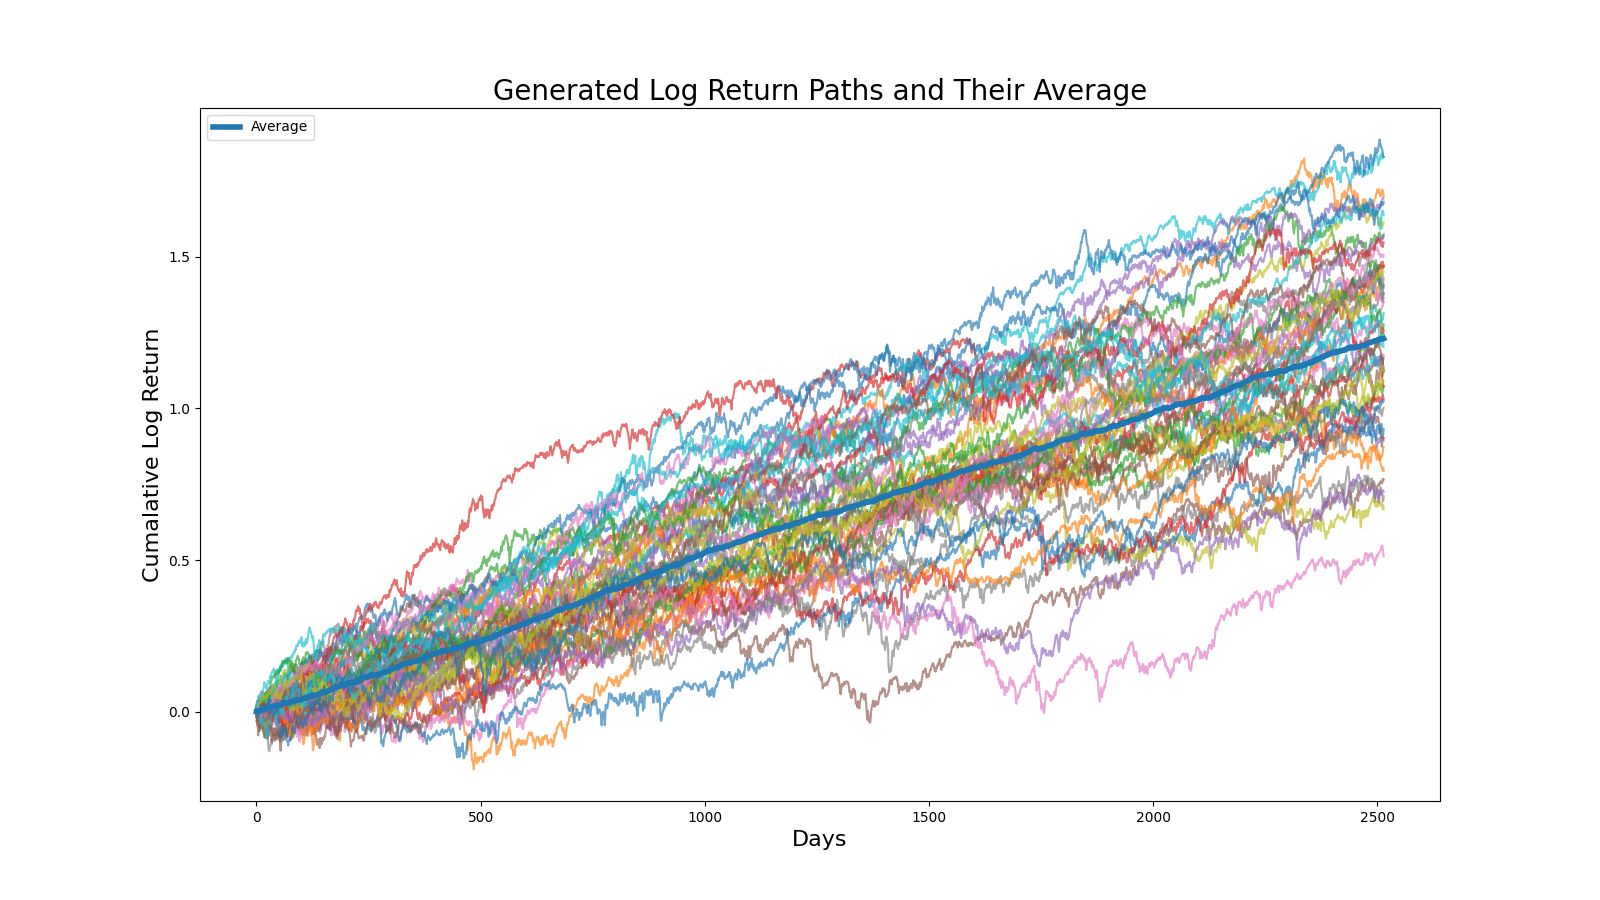 Generated Log Return Paths and Their Average
Average
Cumalative Log Return
1.5
1.0
0.5
0.0
0
500
1000
1500
2000
2500
Days